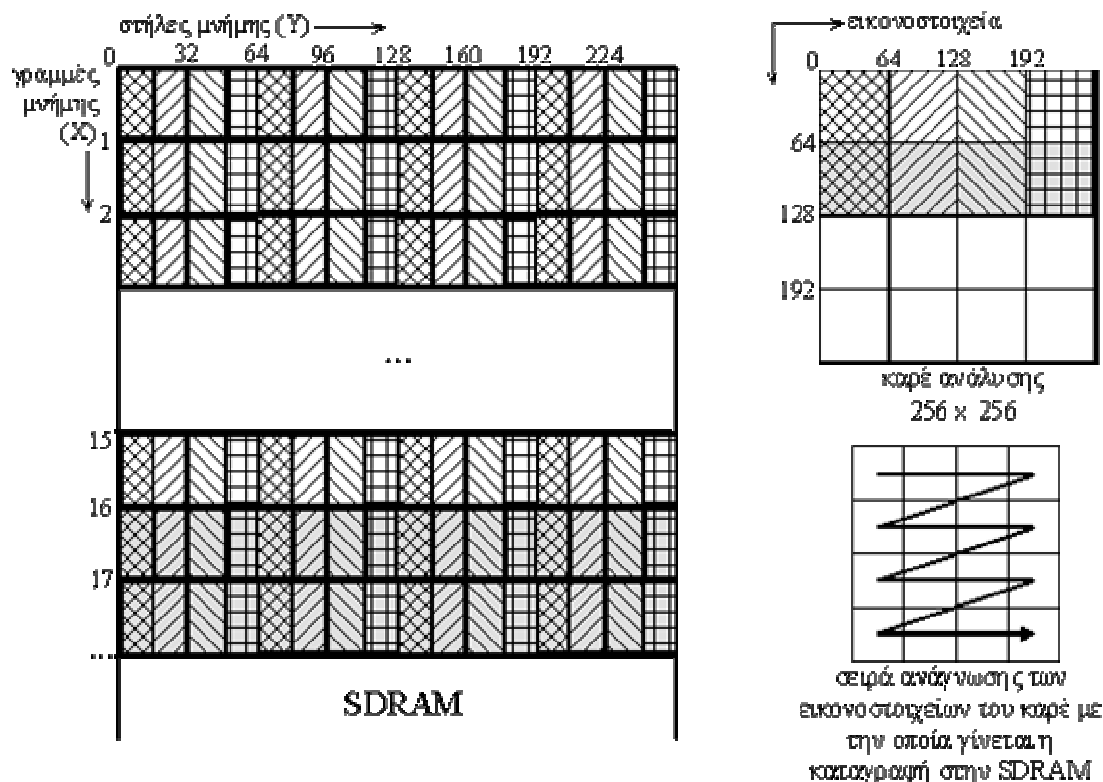 στήλες μνήμης (Y)
0 32 64 96 128 160 192 224
γραμμές
μνήμης
(X)
1
2
...
15
16
17
...
SDRAM
εικονοστοιχεία
0 64 128 192
64
128
192
καρέ ανάλυσης
256 x 256
σειρά ανάγνωσης των
εικονοστοιχείων του καρέ με
την οποία γίνεται η
καταγραφή στην SDRAM